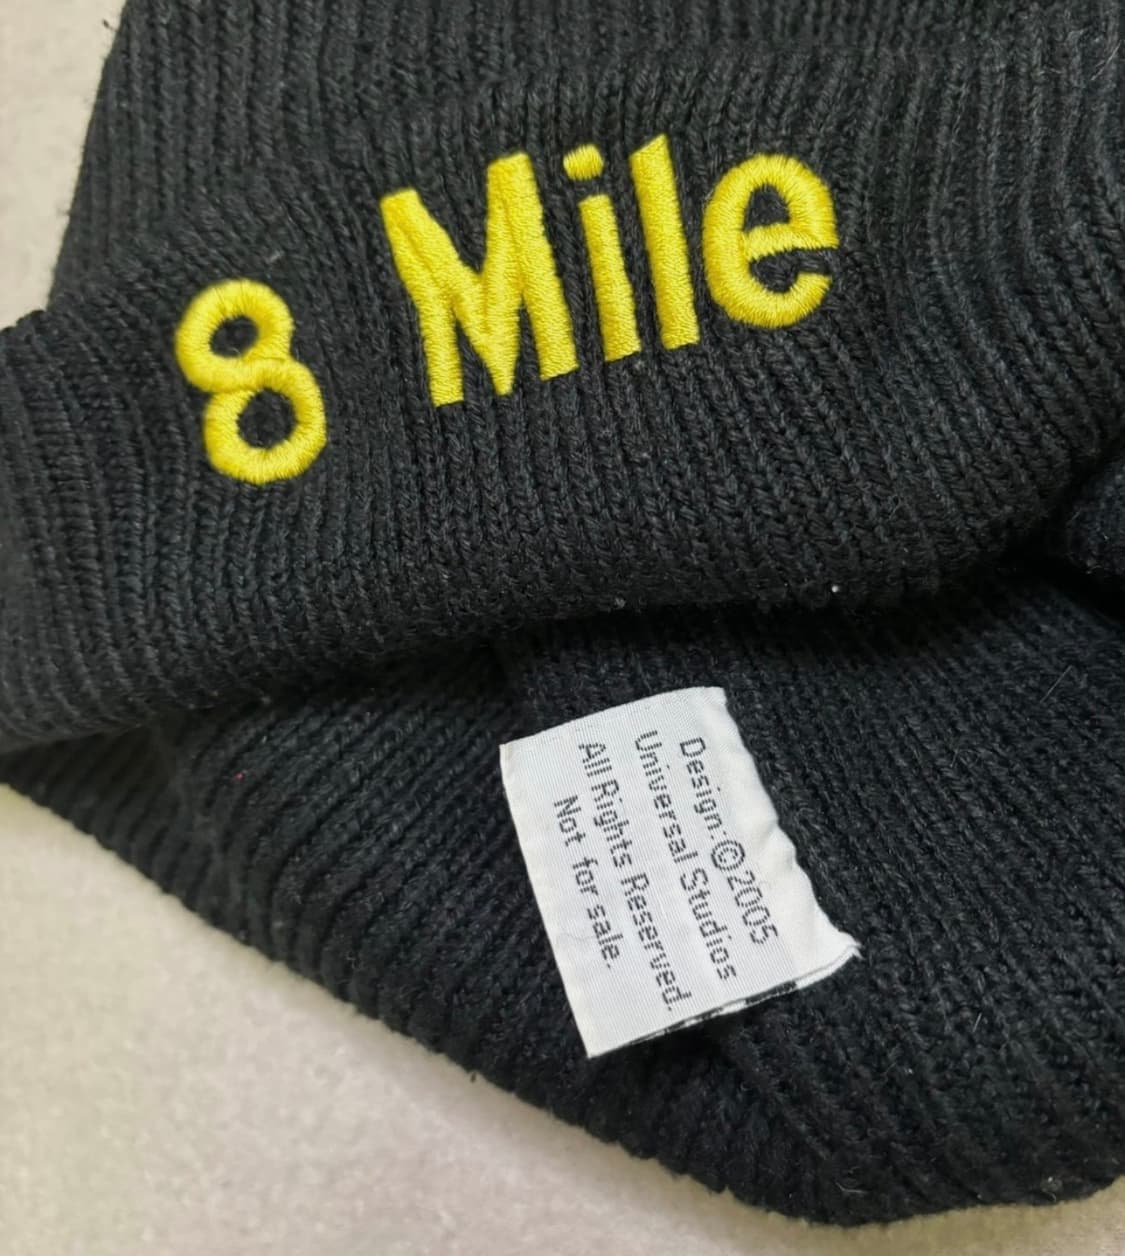 8 Mile
Design:©2005
Universal Studios
All Rights Reserved.
Not for sale.